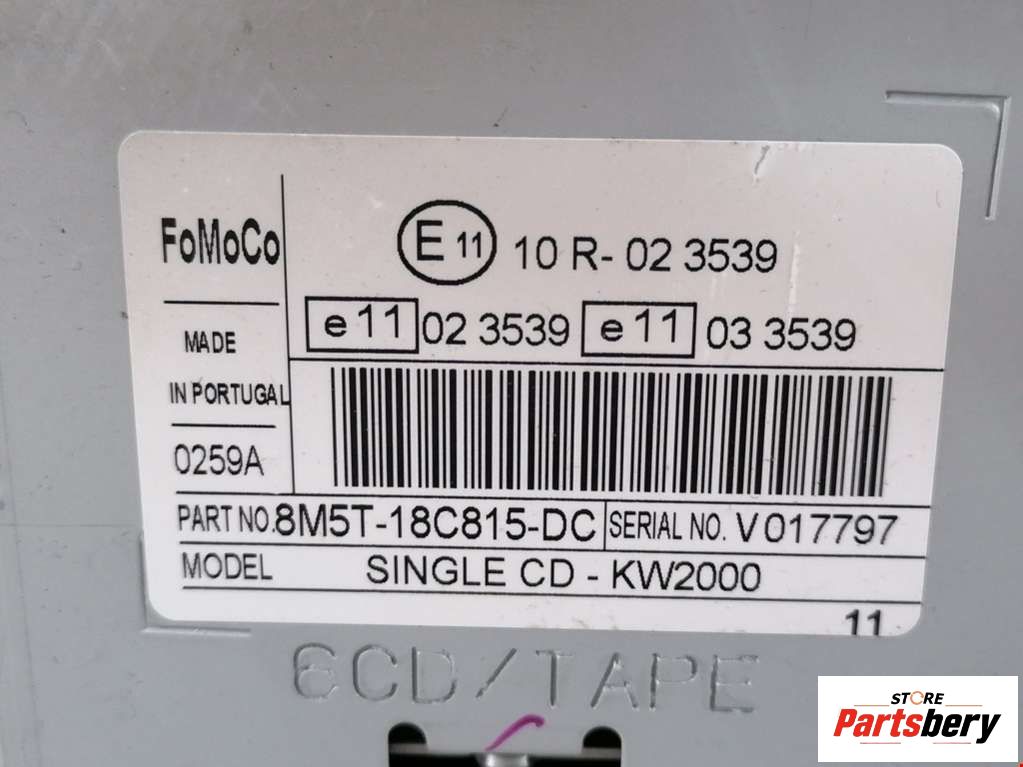 FoMoCo
E 11 10 R- 02 3539
e 11 02 3539 e 11 03 3539
MADE
IN PORTUGAL
0259A
PART NO. 8M5T-18C815-DC SERIAL NO. V017797
MODEL SINGLE CD - KW2000
11
6CD/TAPE
STORE
Partsbery